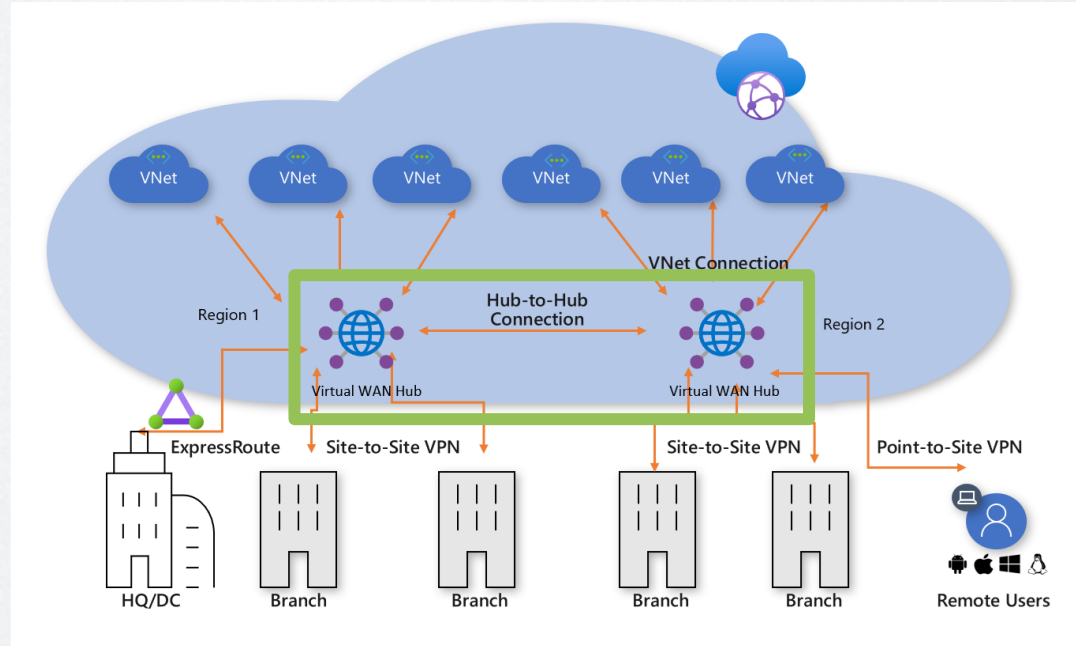 VNet
VNet
VNet
VNet
VNet
VNet
VNet Connection
Region 1
Hub-to-Hub
Connection
Region 2
Virtual WAN Hub
Virtual WAN Hub
ExpressRoute
Site-to-Site VPN
Site-to-Site VPN
Point-to-Site VPN
HQ/DC
Branch
Branch
Branch
Branch
Remote Users